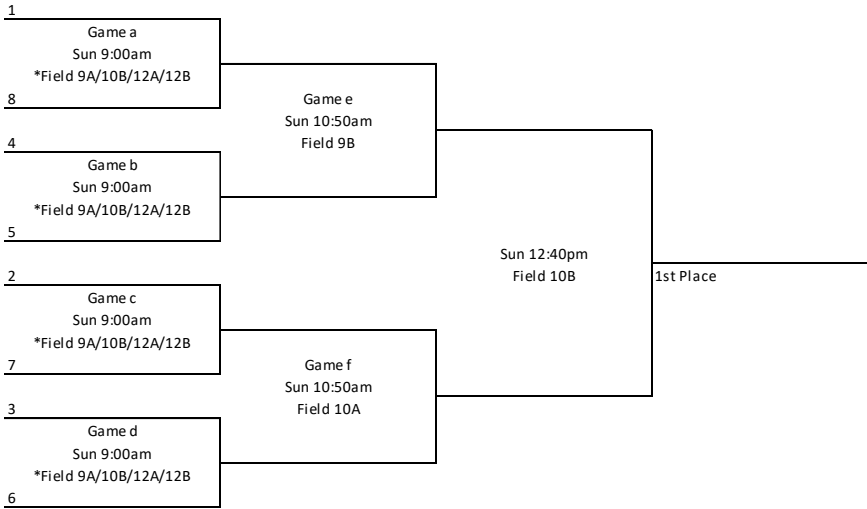 1
Game a
Sun 9:00am
*Field 9A/10B/12A/12B
8
Game e
Sun 10:50am
Field 9B
4
Game b
Sun 9:00am
*Field 9A/10B/12A/12B
5
Sun 12:40pm
Field 10B
1st Place
2
Game c
Sun 9:00am
*Field 9A/10B/12A/12B
7
Game f
Sun 10:50am
Field 10A
3
Game d
Sun 9:00am
*Field 9A/10B/12A/12B
6